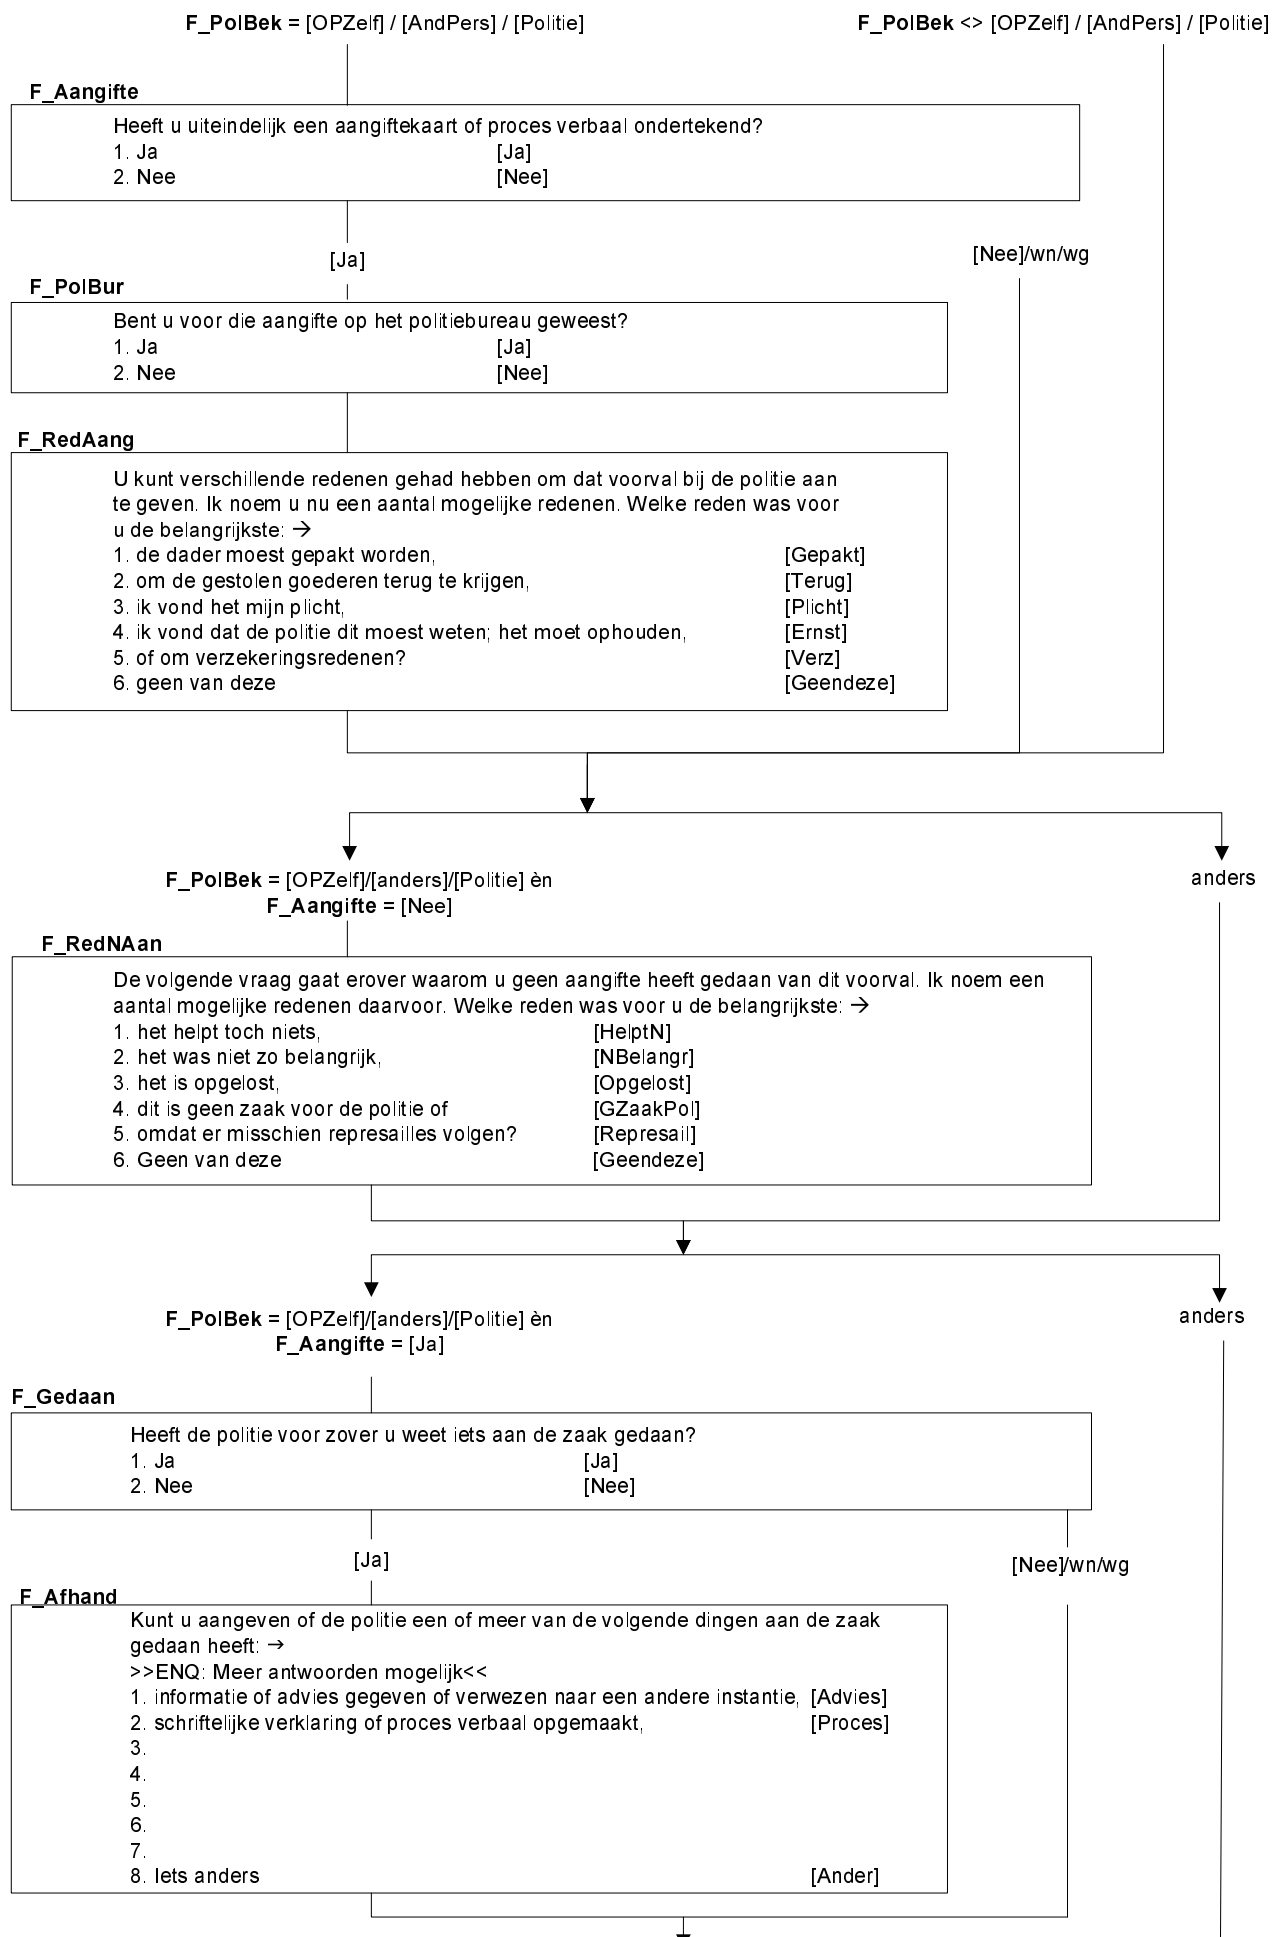 F_PolBek = [OPZelf] / [AndPers] / [Politie]
F_PolBek <> [OPZelf] / [AndPers] / [Politie]
F_Aangifte
Heeft u uiteindelijk een aangiftekaart of proces verbaal ondertekend?
1. Ja [Ja]
2. Nee [Nee]
[Ja]
[Nee]/wn/wg
F_PolBur
Bent u voor die aangifte op het politiebureau geweest?
1. Ja [Ja]
2. Nee [Nee]
F_RedAang
U kunt verschillende redenen gehad hebben om dat voorval bij de politie aan
te geven. Ik noem u nu een aantal mogelijke redenen. Welke reden was voor
u de belangrijkste: →
1. de dader moest gepakt worden, [Gepakt]
2. om de gestolen goederen terug te krijgen, [Terug]
3. ik vond het mijn plicht, [Plicht]
4. ik vond dat de politie dit moest weten; het moet ophouden, [Ernst]
5. of om verzekeringsredenen? [Verz]
6. geen van deze [Geendeze]
F_PolBek = [OPZelf]/[anders]/[Politie] èn
F_Aangifte = [Nee]
anders
F_RedNAan
De volgende vraag gaat erover waarom u geen aangifte heeft gedaan van dit voorval. Ik noem een
aantal mogelijke redenen daarvoor. Welke reden was voor u de belangrijkste: →
1. het helpt toch niets, [HelptN]
2. het was niet zo belangrijk, [NBelangr]
3. het is opgelost, [Opgelost]
4. dit is geen zaak voor de politie of [GZaakPol]
5. omdat er misschien represailles volgen? [Represail]
6. Geen van deze [Geendeze]
F_PolBek = [OPZelf]/[anders]/[Politie] èn
F_Aangifte = [Ja]
anders
F_Gedaan
Heeft de politie voor zover u weet iets aan de zaak gedaan?
1. Ja [Ja]
2. Nee [Nee]
[Ja]
[Nee]/wn/wg
F_Afhand
Kunt u aangeven of de politie een of meer van de volgende dingen aan de zaak
gedaan heeft: →
>>ENQ: Meer antwoorden mogelijk<<
1. informatie of advies gegeven of verwezen naar een andere instantie, [Advies]
2. schriftelijke verklaring of proces verbaal opgemaakt, [Proces]
3.
4.
5.
6.
7.
8. Iets anders [Ander]